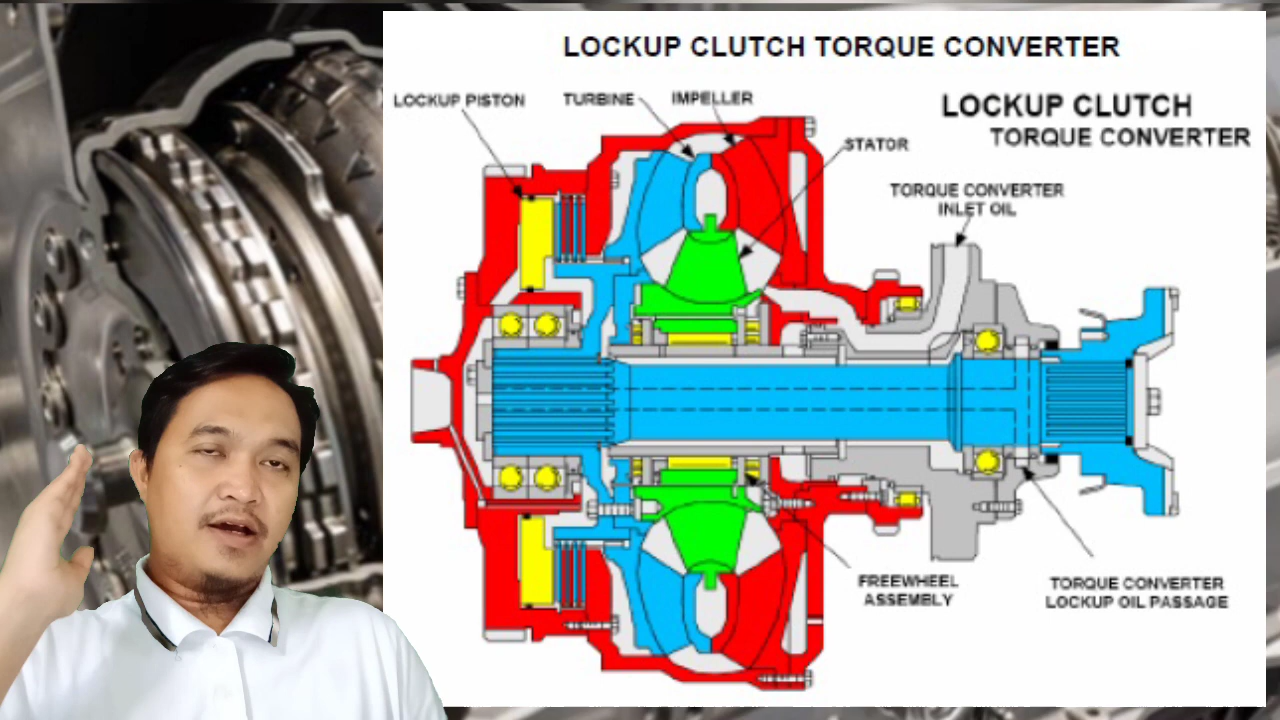 LOCKUP CLUTCH TORQUE CONVERTER
LOCKUP PISTON
TURBINE
IMPELLER
LOCKUP CLUTCH
TORQUE CONVERTER
STATOR
TORQUE CONVERTER
INLET OIL
FREEWHEEL
ASSEMBLY
TORQUE CONVERTER
LOCKUP OIL PASSAGE